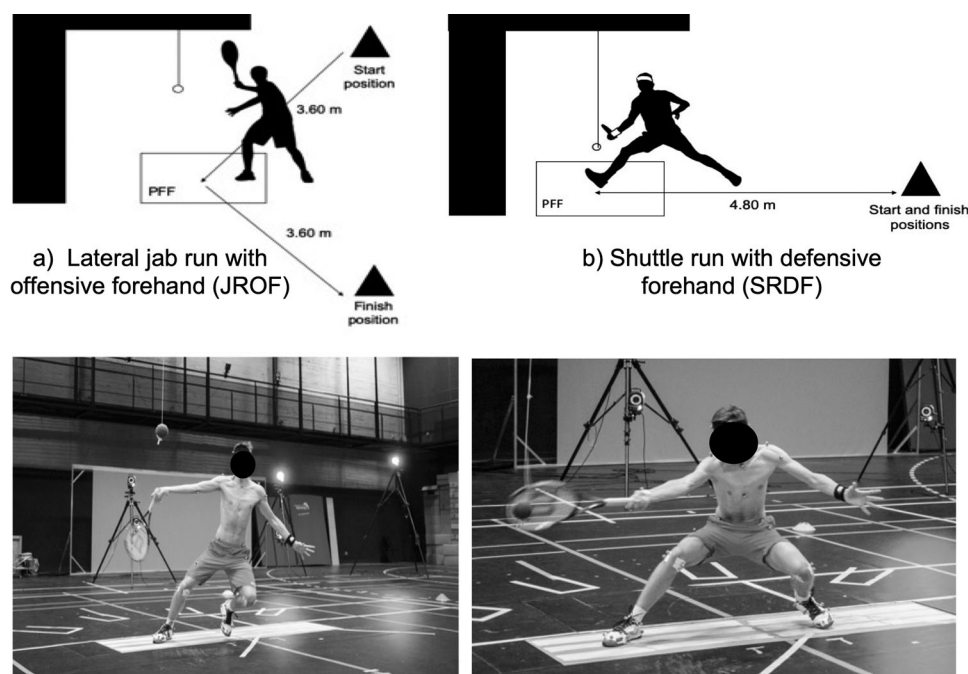 Start
position
3.60 m
PFF
3.60 m
a) Lateral jab run with
offensive forehand (JROF)
Finish
position
PFF
4.80 m
Start and finish
positions
b) Shuttle run with defensive
forehand (SRDF)